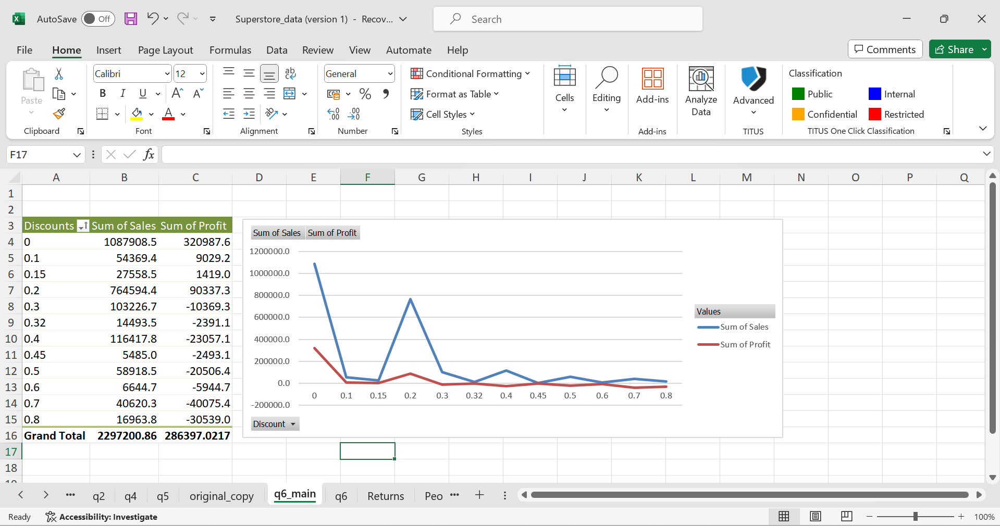 AutoSave Off Superstore_data (version 1) - Recov... Search
File Home Insert Page Layout Formulas Data Review View Automate Help Comments Share
Paste
Clipboard
Calibri 12
B I U A A
A
Font
ab
c
Alignment
General
% 9
.00 .00
Number
Conditional Formatting
Format as Table
Cell Styles
Styles
Cells
Editing
Add-ins
Add-ins
Analyze
Data
Advanced
TITUS
Classification
Public Internal
Confidential Restricted
TITUS One Click Classification
F17 fx
A B C D E F G H I J K L M N O P Q
1
2
3 Discounts Sum of Sales Sum of Profit
4 0 1087908.5 320987.6
5 0.1 54369.4 9029.2
6 0.15 27558.5 1419.0
7 0.2 764594.4 90337.3
8 0.3 103226.7 -10369.3
9 0.32 14493.5 -2391.1
10 0.4 116417.8 -23057.1
11 0.45 5485.0 -2493.1
12 0.5 58918.5 -20506.4
13 0.6 6644.7 -5944.7
14 0.7 40620.3 -40075.4
15 0.8 16963.8 -30539.0
16 Grand Total 2297200.86 286397.0217
17
18
Sum of Sales Sum of Profit
1200000.0
1000000.0
800000.0
600000.0
400000.0
200000.0
0.0
-200000.0
0 0.1 0.15 0.2 0.3 0.32 0.4 0.45 0.5 0.6 0.7 0.8
Values
Sum of Sales
Sum of Profit
Discount
... q2 q4 q5 original_copy q6_main q6 Returns Peo ...
Ready Accessibility: Investigate 100%